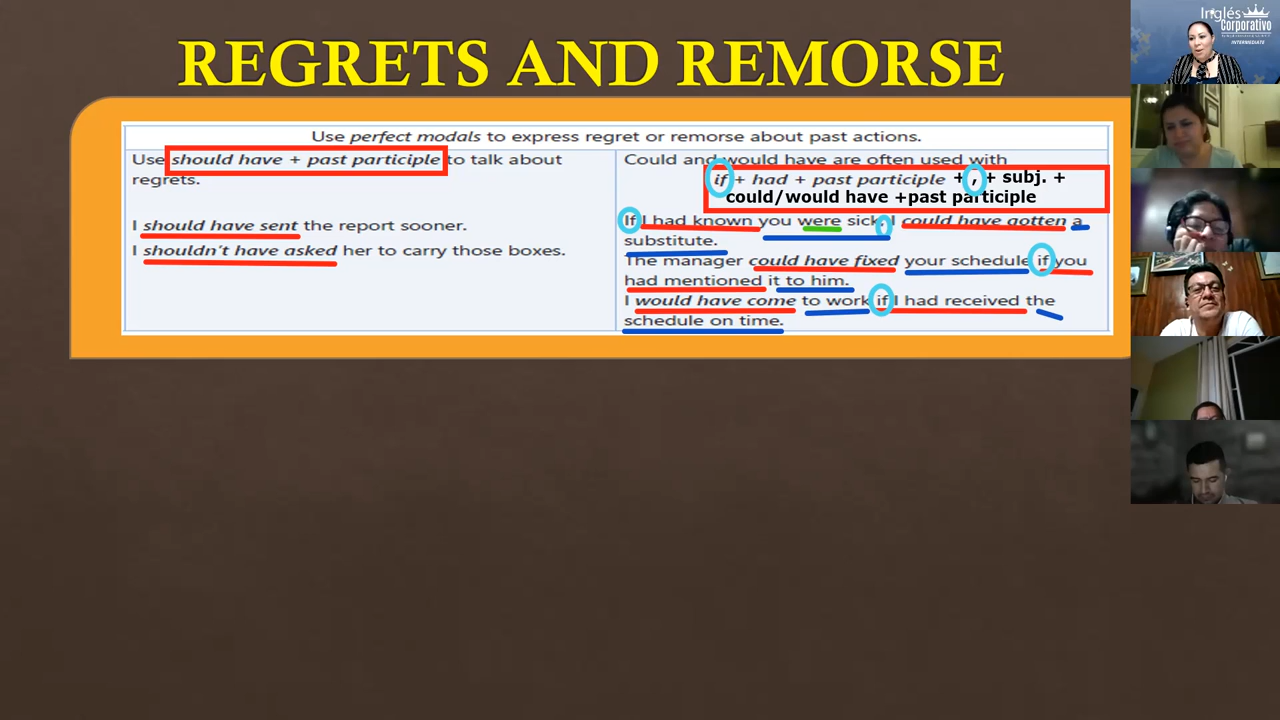 REGRETS AND REMORSE
Use perfect modals to express regret or remorse about past actions.
Use should have + past participle to talk about
regrets.
I should have sent the report sooner.
I shouldn't have asked her to carry those boxes.
Could and would have are often used with
if + had + past participle + , + subj. +
could/would have +past participle
If I had known you were sick, I could have gotten a
substitute.
The manager could have fixed your schedule if you
had mentioned it to him.
I would have come to work if I had received the
schedule on time.
Inglés
Corporativo
INTERMEDIATE